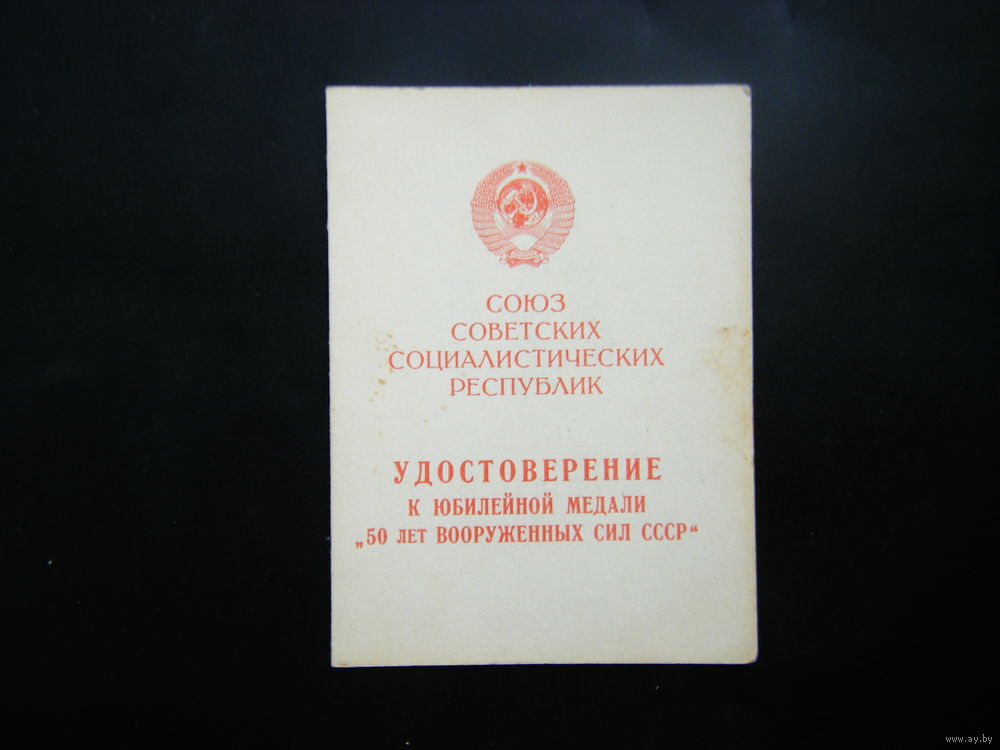 СОЮЗ
СОВЕТСКИХ
СОЦИАЛИСТИЧЕСКИХ
РЕСПУБЛИК
УДОСТОВЕРЕНИЕ
К ЮБИЛЕЙНОЙ МЕДАЛИ
„50 ЛЕТ ВООРУЖЕННЫХ СИЛ СССР“
www.ay.by